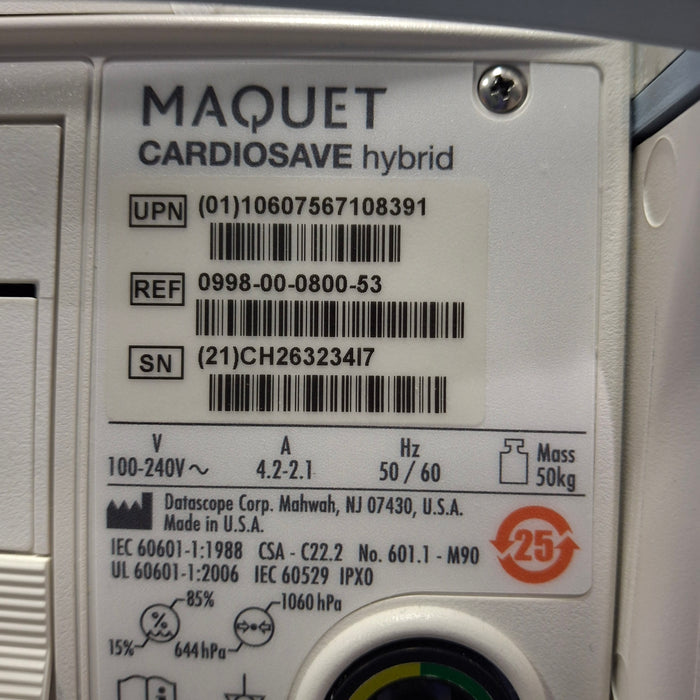 MAQUET
CARDIOSAVE hybrid
UPN (01)10607567108391
REF 0998-00-0800-53
SN (21)CH263234I7
V A Hz Mass
100-240V~ 4.2-2.1 50 / 60 50kg
Datascope Corp. Mahwah, NJ 07430, U.S.A.
Made in U.S.A.
25
IEC 60601-1:1988 CSA - C22.2 No. 601.1 - M90
UL 60601-1:2006 IEC 60529 IPX0
85% 1060 hPa
%
15% 644 hPa